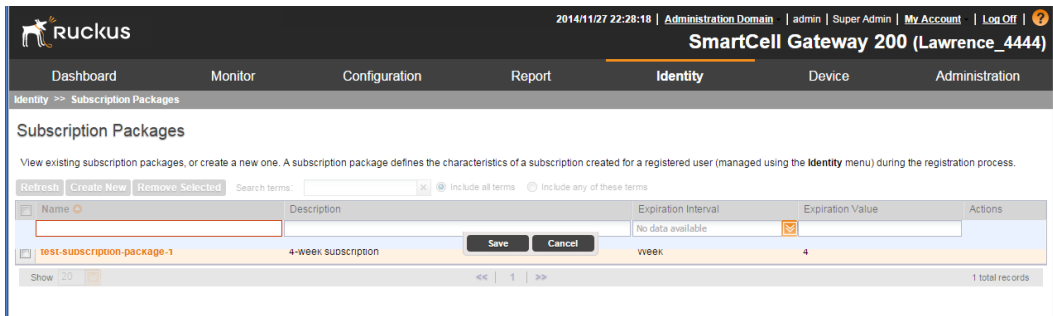 2014/11/27 22:28:18 | Administration Domain | admin | Super Admin | My Account | Log Off | ?
Ruckus
SmartCell Gateway 200 (Lawrence_4444)
Dashboard Monitor Configuration Report Identity Device Administration
Identity >> Subscription Packages
Subscription Packages
View existing subscription packages, or create a new one. A subscription package defines the characteristics of a subscription created for a registered user (managed using the Identity menu) during the registration process.
Refresh Create New Remove Selected Search terms: x Include all terms Include any of these terms
Name Description Expiration Interval Expiration Value Actions
No data available
Save Cancel
test-subscription-package-1 4-week subscription Week 4
Show 20 << | 1 | >> 1 total records